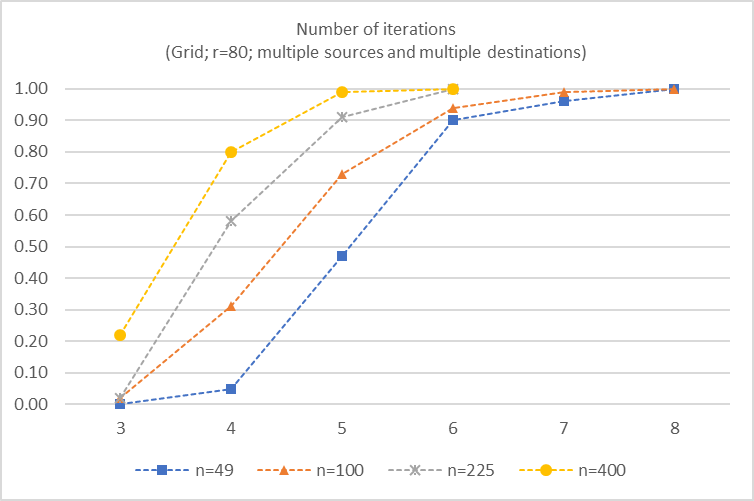 Number of iterations
(Grid; r=80; multiple sources and multiple destinations)
1.00
0.90
0.80
0.70
0.60
0.50
0.40
0.30
0.20
0.10
0.00
3 4 5 6 7 8
n=49 n=100 n=225 n=400